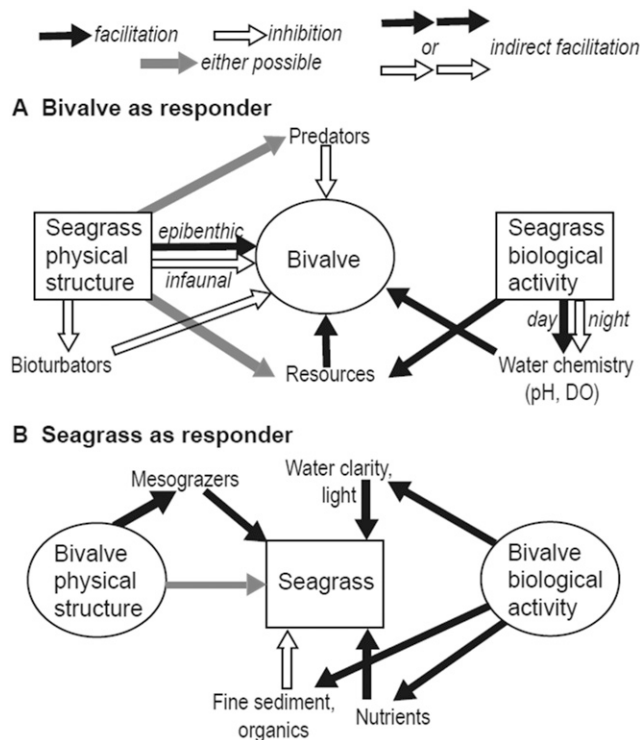 facilitation
inhibition
either possible
or
indirect facilitation
A Bivalve as responder
Predators
Seagrass
physical
structure
epibenthic
infaunal
Bivalve
Seagrass
biological
activity
day
night
Bioturbators
Resources
Water chemistry
(pH, DO)
B Seagrass as responder
Mesograzers
Water clarity,
light
Bivalve
physical
structure
Seagrass
Bivalve
biological
activity
Fine sediment,
organics
Nutrients